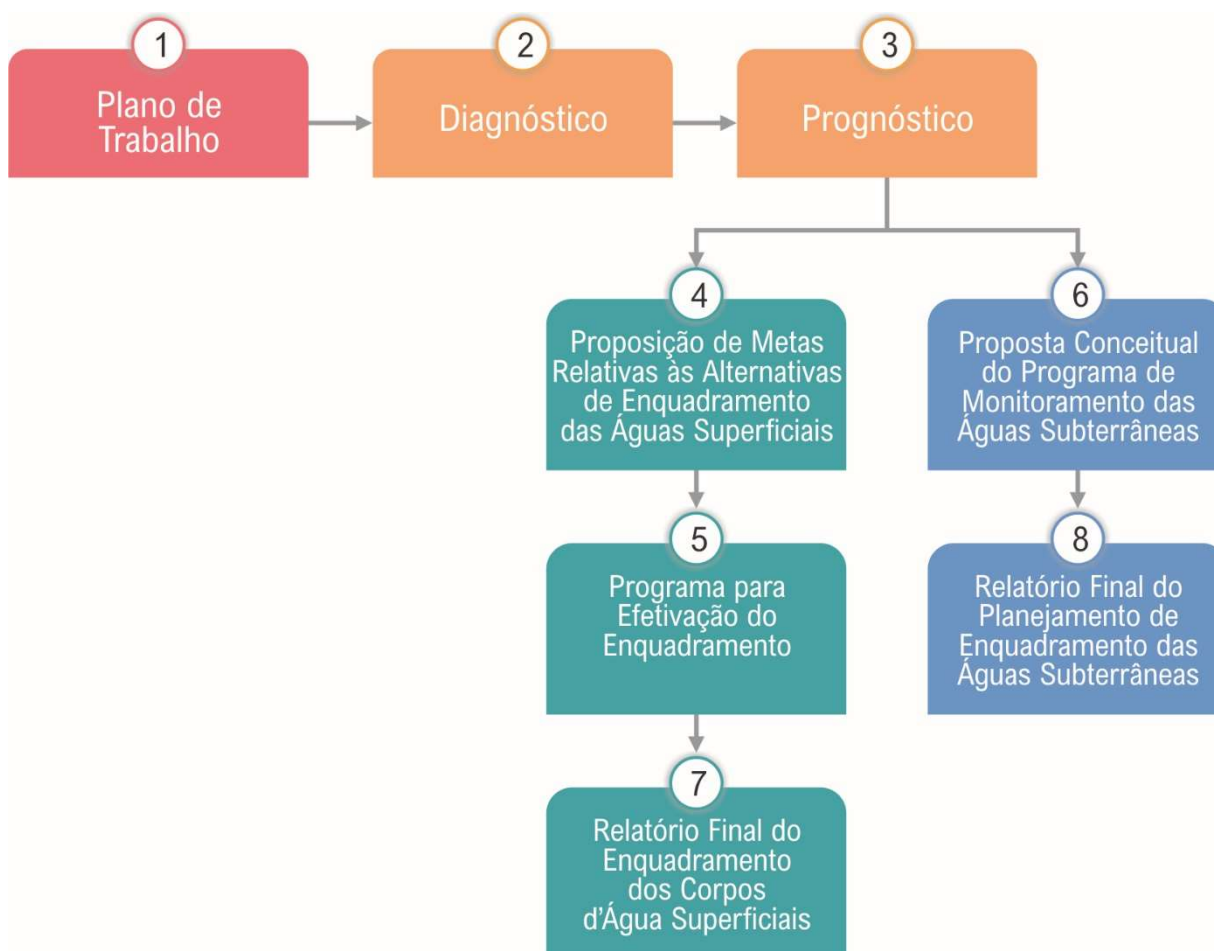 1
Plano de
Trabalho
2
Diagnóstico
3
Prognóstico
4
Proposição de Metas
Relativas às Alternativas
de Enquadramento
das Águas Superficiais
6
Proposta Conceitual
do Programa de
Monitoramento das
Águas Subterrâneas
5
Programa para
Efetivação do
Enquadramento
8
Relatório Final do
Planejamento de
Enquadramento das
Águas Subterrâneas
7
Relatório Final do
Enquadramento
dos Corpos
d'Água Superficiais